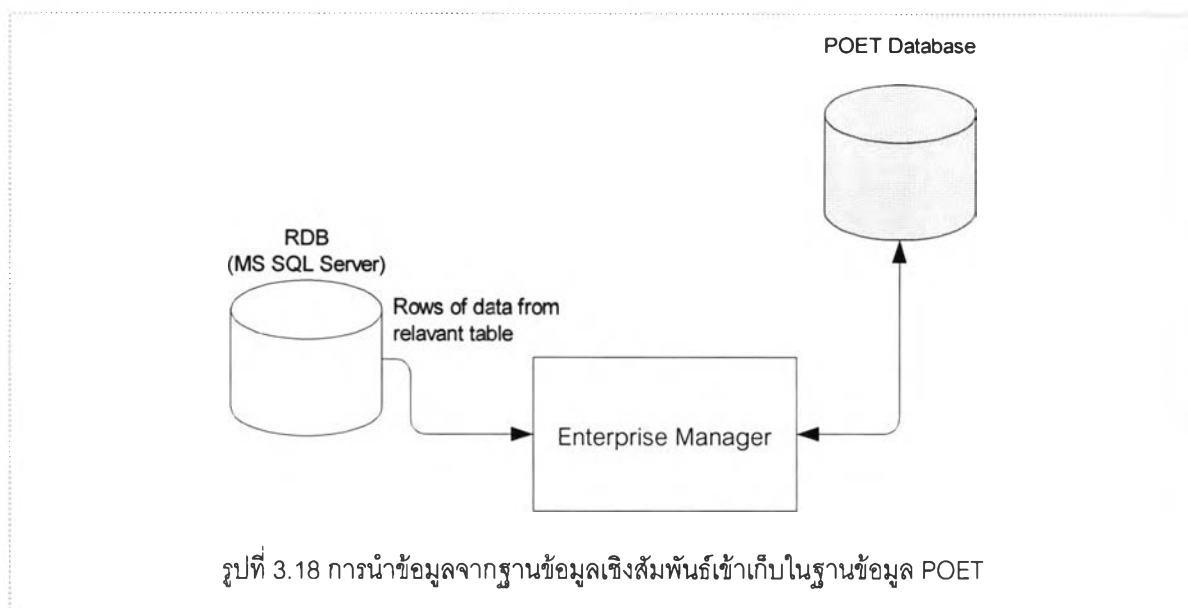 POET Database
RDB
(MS SQL Server)
Rows of data from
relavant table
Enterprise Manager
รูปที่ 3.18 การนำข้อมูลจากฐานข้อมูลเชิงสัมพันธ์เข้าเก็บในฐานข้อมูล POET